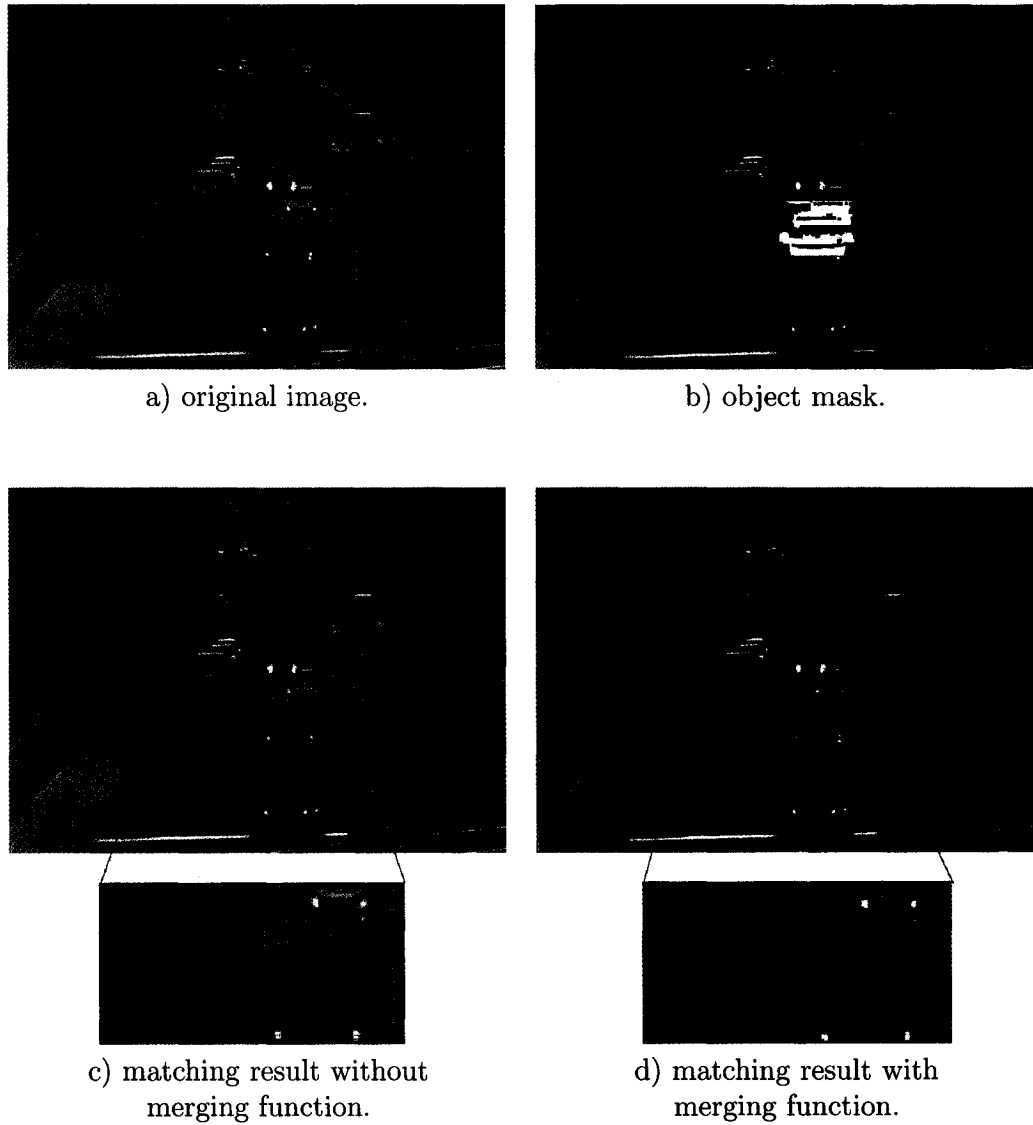 a) original image.
b) object mask.
c) matching result without
merging function.
d) matching result with
merging function.